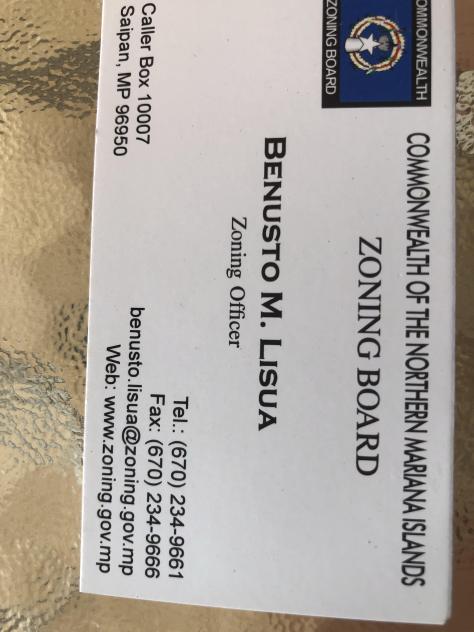 COMMONWEALTH
ZONING BOARD
COMMONWEALTH OF THE NORTHERN MARIANA ISLANDS
ZONING BOARD
BENUSTO M. LISUA
Zoning Officer
Caller Box 10007
Saipan, MP 96950
Tel.: (670) 234-9661
Fax: (670) 234-9666
benusto.lisua@zoning.gov.mp
Web: www.zoning.gov.mp